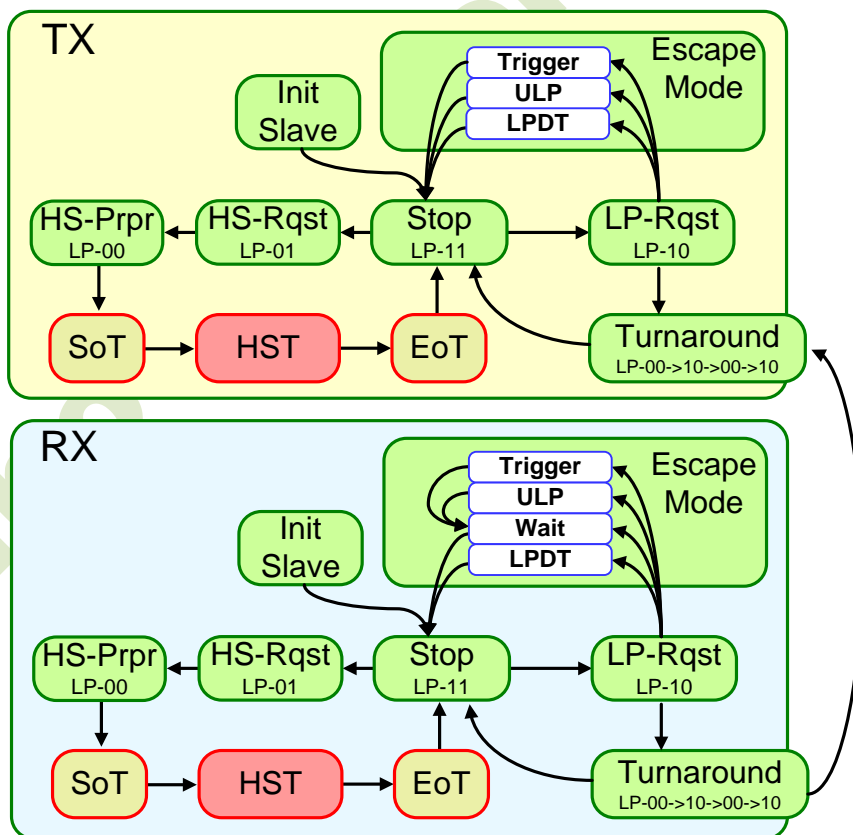 TX
Escape
Mode
Trigger
ULP
LPDT
Init
Slave
HS-Prpr
LP-00
HS-Rqst
LP-01
Stop
LP-11
LP-Rqst
LP-10
SoT
HST
EoT
Turnaround
LP-00->10->00->10
RX
Escape
Mode
Trigger
ULP
Wait
LPDT
Init
Slave
HS-Prpr
LP-00
HS-Rqst
LP-01
Stop
LP-11
LP-Rqst
LP-10
SoT
HST
EoT
Turnaround
LP-00->10->00->10